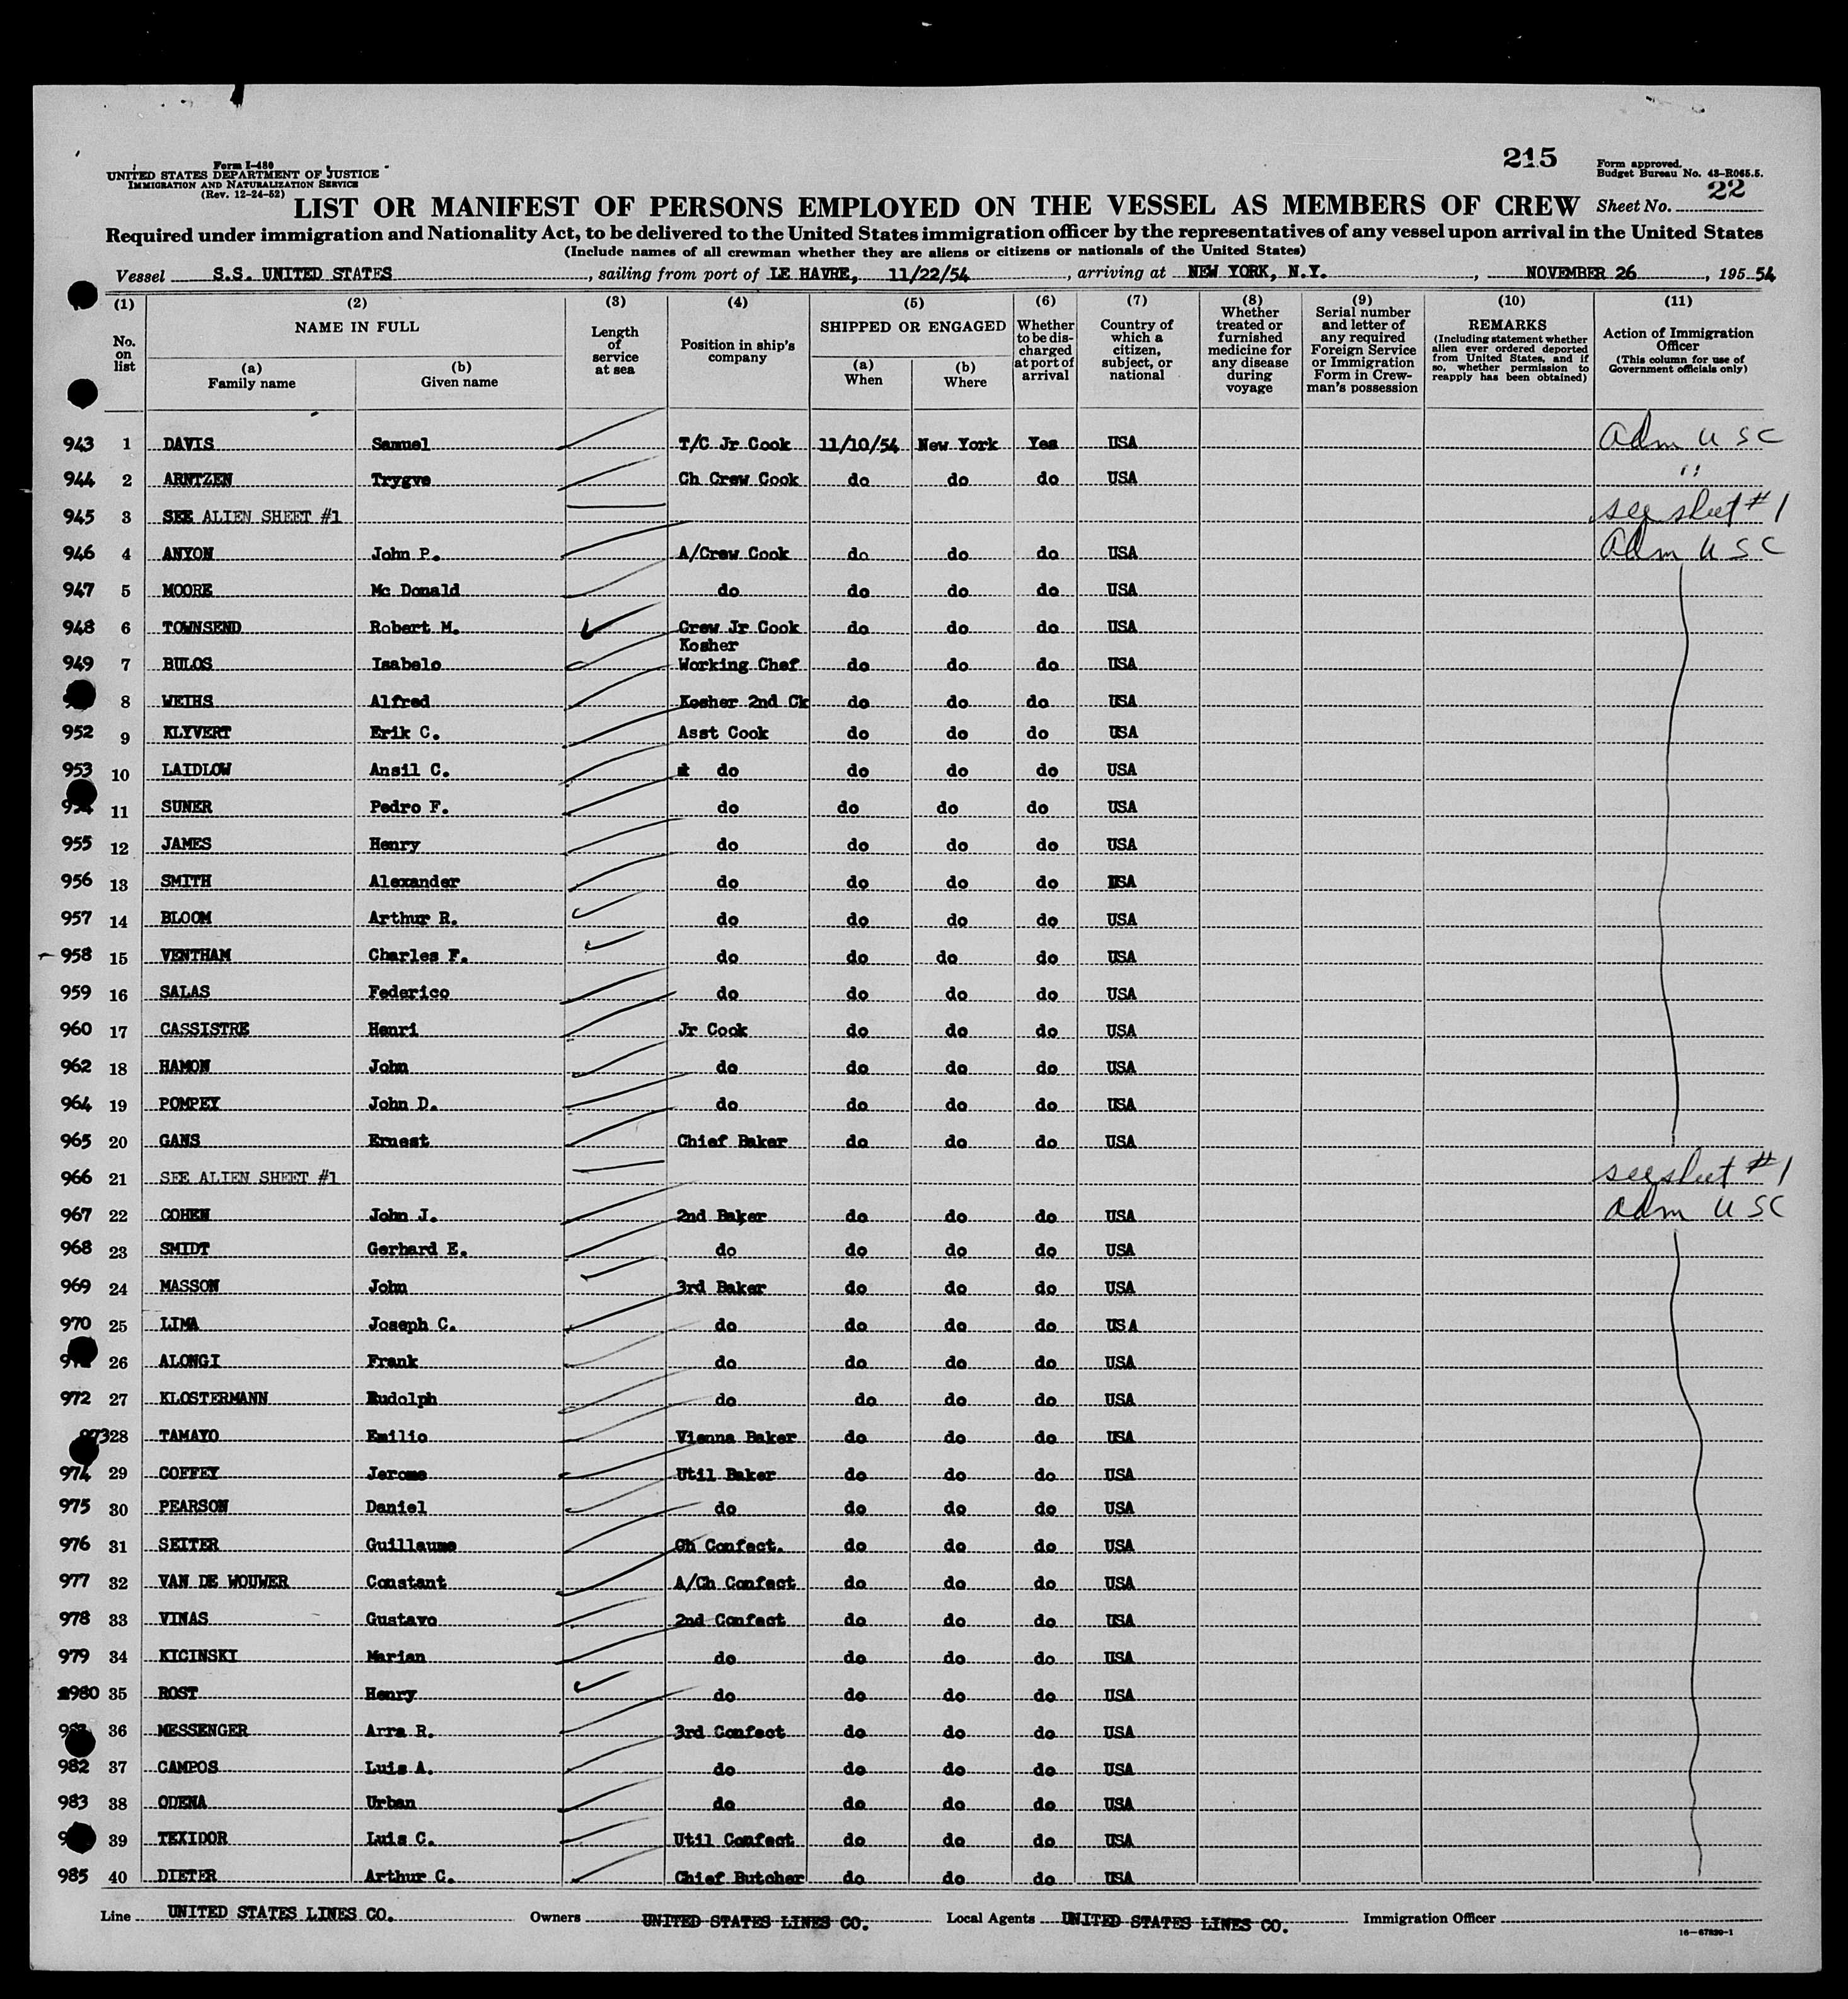 215
Form I-480
UNITED STATES DEPARTMENT OF JUSTICE
IMMIGRATION AND NATURALIZATION SERVICE
(Rev. 12-24-52)
Form approved.
Budget Bureau No. 43-R065.5.
LIST OR MANIFEST OF PERSONS EMPLOYED ON THE VESSEL AS MEMBERS OF CREW Sheet No. 22
Required under immigration and Nationality Act, to be delivered to the United States immigration officer by the representatives of any vessel upon arrival in the United States
(Include names of all crewman whether they are aliens or citizens or nationals of the United States)
Vessel S.S. UNITED STATES, sailing from port of LE HAVRE, 11/22/54, arriving at NEW YORK, N.Y., NOVEMBER 26, 195 54
(1) (2) (3) (4) (5) (6) (7) (8) (9) (10) (11)
No. on list
NAME IN FULL
(a) Family name
(b) Given name
Length of service at sea
Position in ship's company
SHIPPED OR ENGAGED
(a) When
(b) Where
Whether to be discharged at port of arrival
Country of which a citizen, subject, or national
Whether treated or furnished medicine for any disease during voyage
Serial number and letter of any required Foreign Service or Immigration Form in Crewman's possession
REMARKS
(Including statement whether alien ever ordered deported from United States, and if so, whether permission to reapply has been obtained)
Action of Immigration Officer
(This column for use of Government officials only)
943 1 DAVIS Samuel T/C Jr Cook 11/10/54 New York Yes USA Adm USC
944 2 ARNTZEN Trygve Ch Crew Cook do do do USA "
945 3 SEE ALIEN SHEET #1 see sheet #1
946 4 ANYON John P. A/Crew Cook do do do USA Adm USC
947 5 MOORE Mc Donald do do do do USA
948 6 TOWNSEND Robert M. Crew Jr Cook do do do USA
949 7 BULOS Isabelo Kosher Working Chef do do do USA
8 WEIHS Alfred Kosher 2nd Ck do do do USA
952 9 KLYVERT Erik C. Asst Cook do do do USA
953 10 LAIDLOW Ansil C. do do do do USA
11 SUNER Pedro F. do do do do USA
955 12 JAMES Henry do do do do USA
956 13 SMITH Alexander do do do do USA
957 14 BLOOM Arthur R. do do do do USA
958 15 VENTHAM Charles F. do do do do USA
959 16 SALAS Federico do do do do USA
960 17 CASSISTRE Henri Jr Cook do do do USA
962 18 HAMON John do do do do USA
964 19 POMPEY John D. do do do do USA
965 20 GANS Ernest Chief Baker do do do USA
966 21 SEE ALIEN SHEET #1 see sheet #1
967 22 COHEN John J. 2nd Baker do do do USA Adm USC
968 23 SMIDT Gerhard E. do do do do USA
969 24 MASSON John 3rd Baker do do do USA
970 25 LIMA Joseph C. do do do do USA
26 ALONGI Frank do do do do USA
972 27 KLOSTERMANN Rudolph do do do do USA
973 28 TAMAYO Emilio Vienna Baker do do do USA
974 29 COFFEY Jerome Util Baker do do do USA
975 30 PEARSON Daniel do do do do USA
976 31 SEITER Guillaume Ch Confect. do do do USA
977 32 VAN DE WOUWER Constant A/Ch Confect do do do USA
978 33 VINAS Gustavo 2nd Confect do do do USA
979 34 KICINSKI Marian do do do do USA
980 35 ROST Henry do do do do USA
36 MESSENGER Arra R. 3rd Confect do do do USA
982 37 CAMPOS Luis A. do do do do USA
983 38 ODENA Urban do do do do USA
39 TEXIDOR Luis C. Util Confect do do do USA
985 40 DIETER Arthur C. Chief Butcher do do do USA
Line UNITED STATES LINES CO. Owners UNITED STATES LINES CO. Local Agents UNITED STATES LINES CO. Immigration Officer
16-67829-1